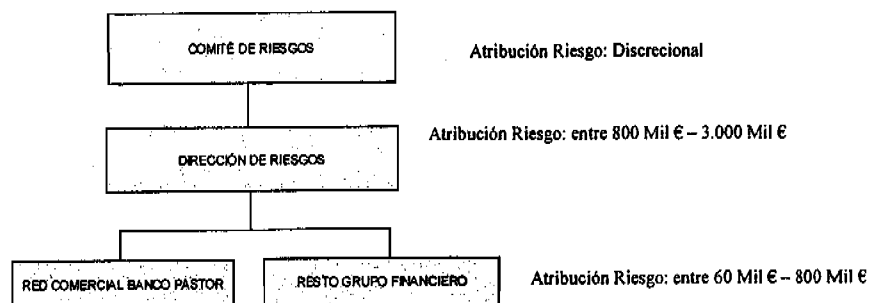 COMITÉ DE RIESGOS
Atribución Riesgo: Discrecional
Atribución Riesgo: entre 800 Mil € – 3.000 Mil €
DIRECCIÓN DE RIESGOS
RED COMERCIAL BANCO PASTOR
RESTO GRUPO FINANCIERO
Atribución Riesgo: entre 60 Mil € – 800 Mil €